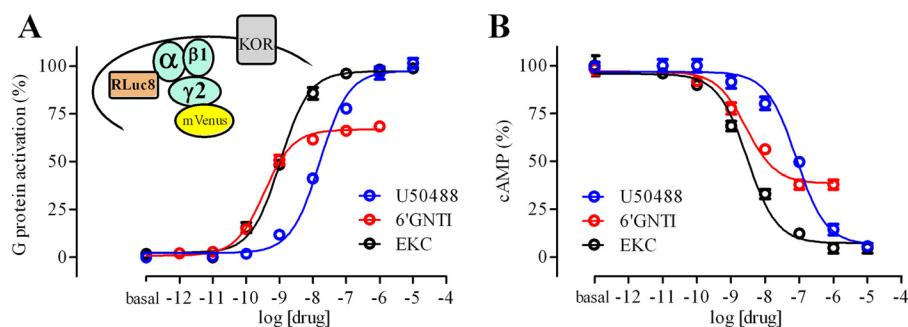 A
G protein activation (%)
100
75
50
25
0
basal -12 -11 -10 -9 -8 -7 -6 -5 -4
log [drug]
α
β1
γ2
RLuc8
mVenus
KOR
U50488
6'GNTI
EKC
B
cAMP (%)
100
75
50
25
0
basal -12 -11 -10 -9 -8 -7 -6 -5 -4
log [drug]
U50488
6'GNTI
EKC